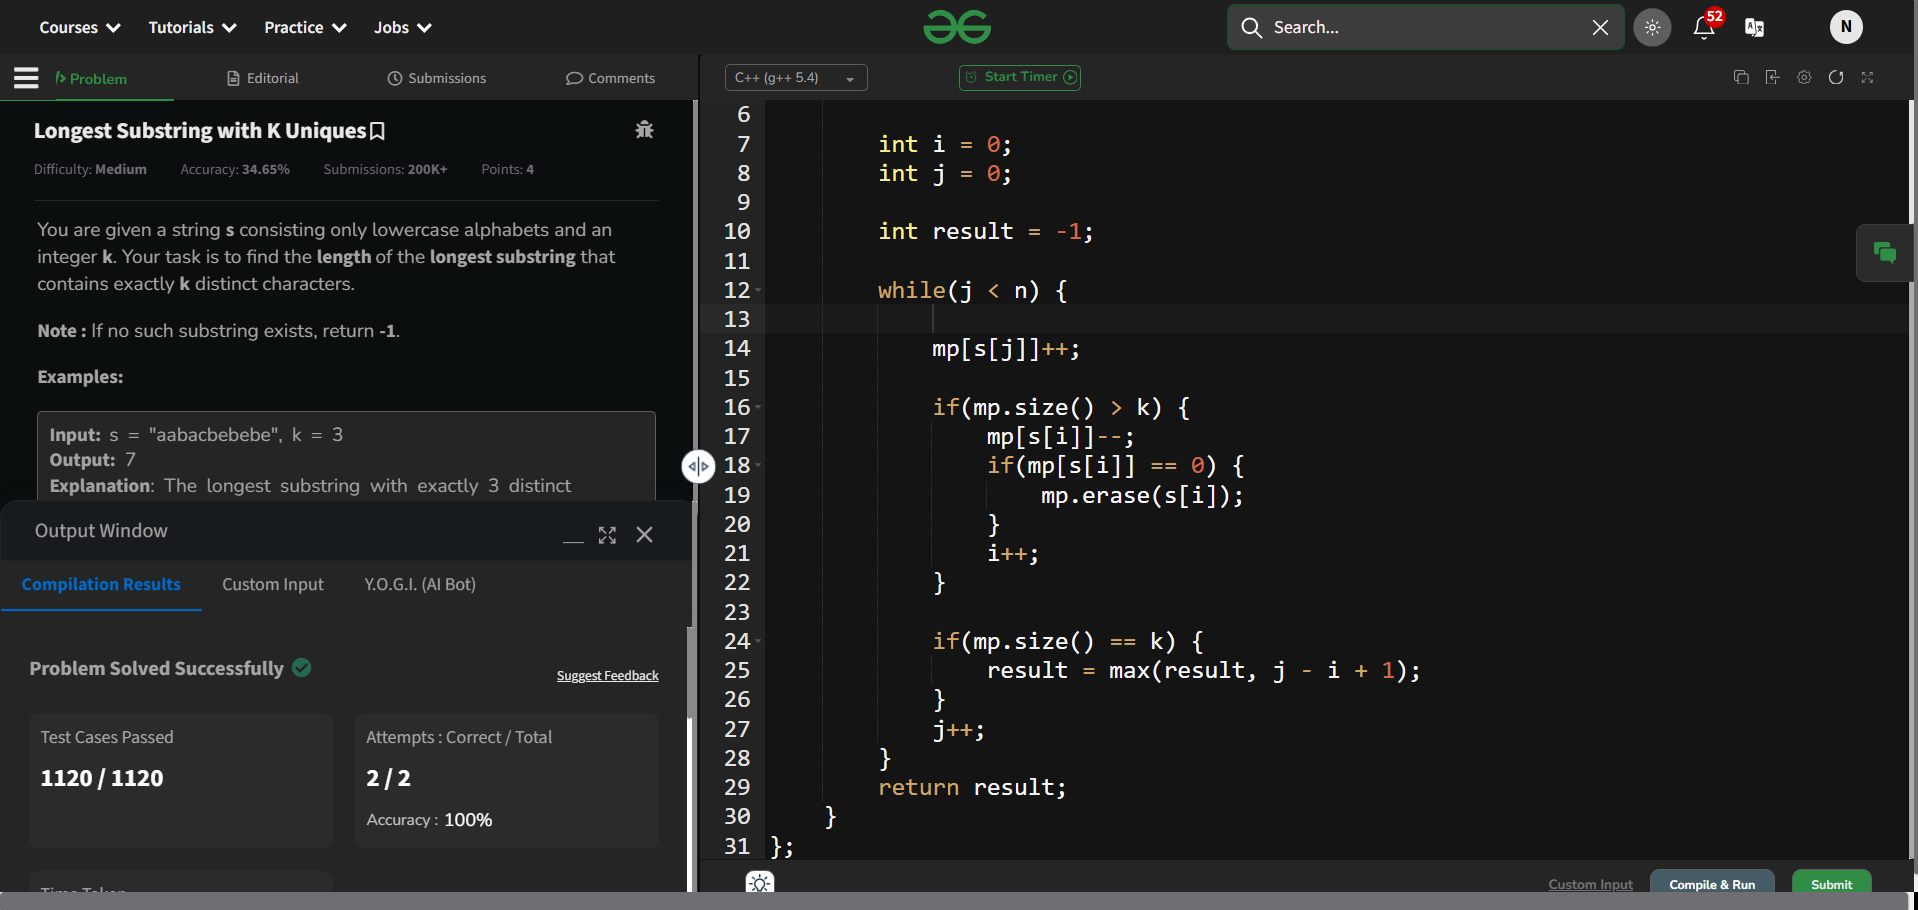 Courses Tutorials Practice Jobs Search... 52 N
Problem Editorial Submissions Comments C++ (g++ 5.4) Start Timer
Longest Substring with K Uniques
Difficulty: Medium Accuracy: 34.65% Submissions: 200K+ Points: 4
You are given a string s consisting only lowercase alphabets and an
integer k. Your task is to find the length of the longest substring that
contains exactly k distinct characters.
Note : If no such substring exists, return -1.
Examples:
Input: s = "aabacbebebe", k = 3
Output: 7
Explanation: The longest substring with exactly 3 distinct
Output Window
Compilation Results Custom Input Y.O.G.I. (AI Bot)
Problem Solved Successfully
Suggest Feedback
Test Cases Passed
1120 / 1120
Attempts : Correct / Total
2 / 2
Accuracy : 100%
Time Taken
6
7 int i = 0;
8 int j = 0;
9
10 int result = -1;
11
12 while(j < n) {
13
14 mp[s[j]]++;
15
16 if(mp.size() > k) {
17 mp[s[i]]--;
18 if(mp[s[i]] == 0) {
19 mp.erase(s[i]);
20 }
21 i++;
22 }
23
24 if(mp.size() == k) {
25 result = max(result, j - i + 1);
26 }
27 j++;
28 }
29 return result;
30 }
31 };
Custom Input Compile & Run Submit